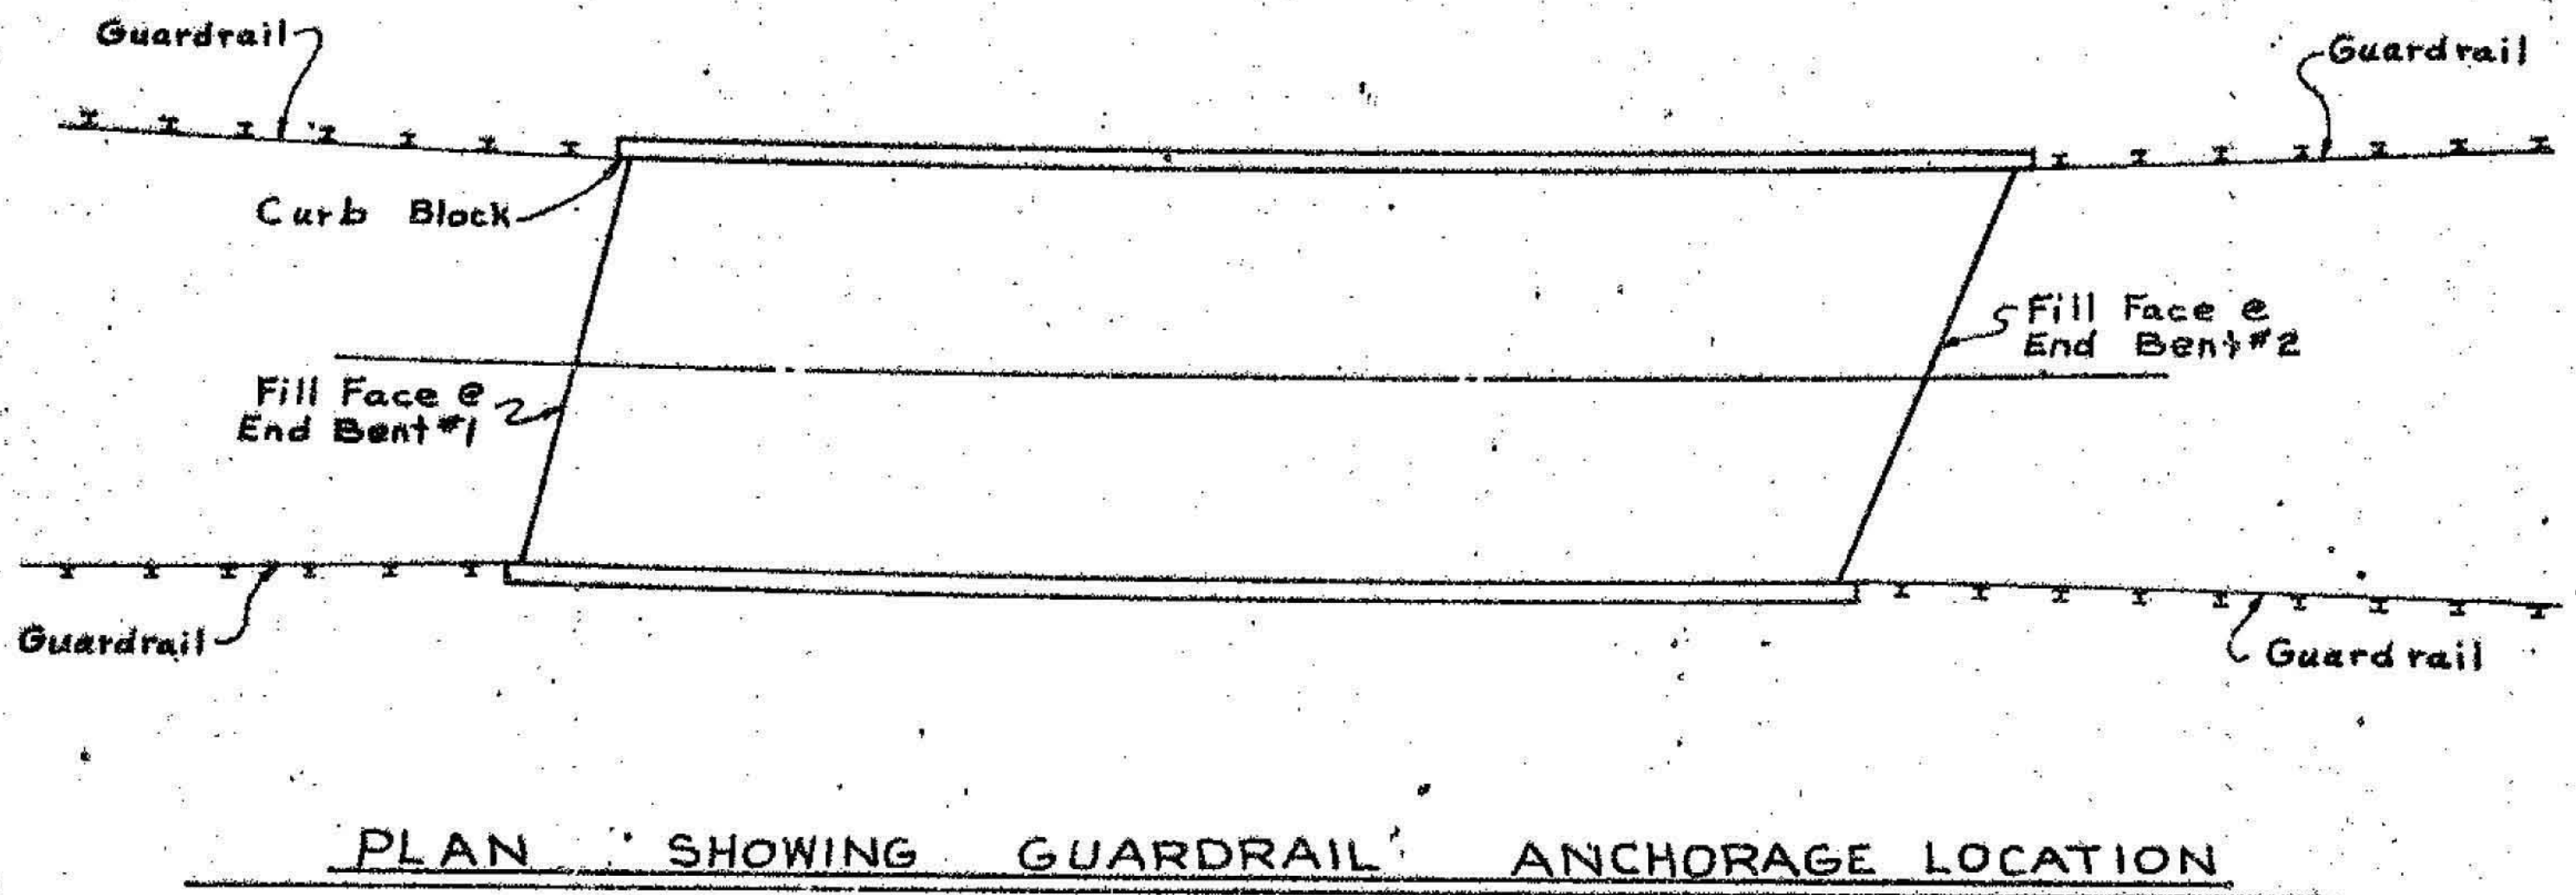 Guardrail
Guardrail
Curb Block
Fill Face @
End Bent #2
Fill Face @
End Bent #1
Guardrail
Guardrail
PLAN SHOWING GUARDRAIL ANCHORAGE LOCATION